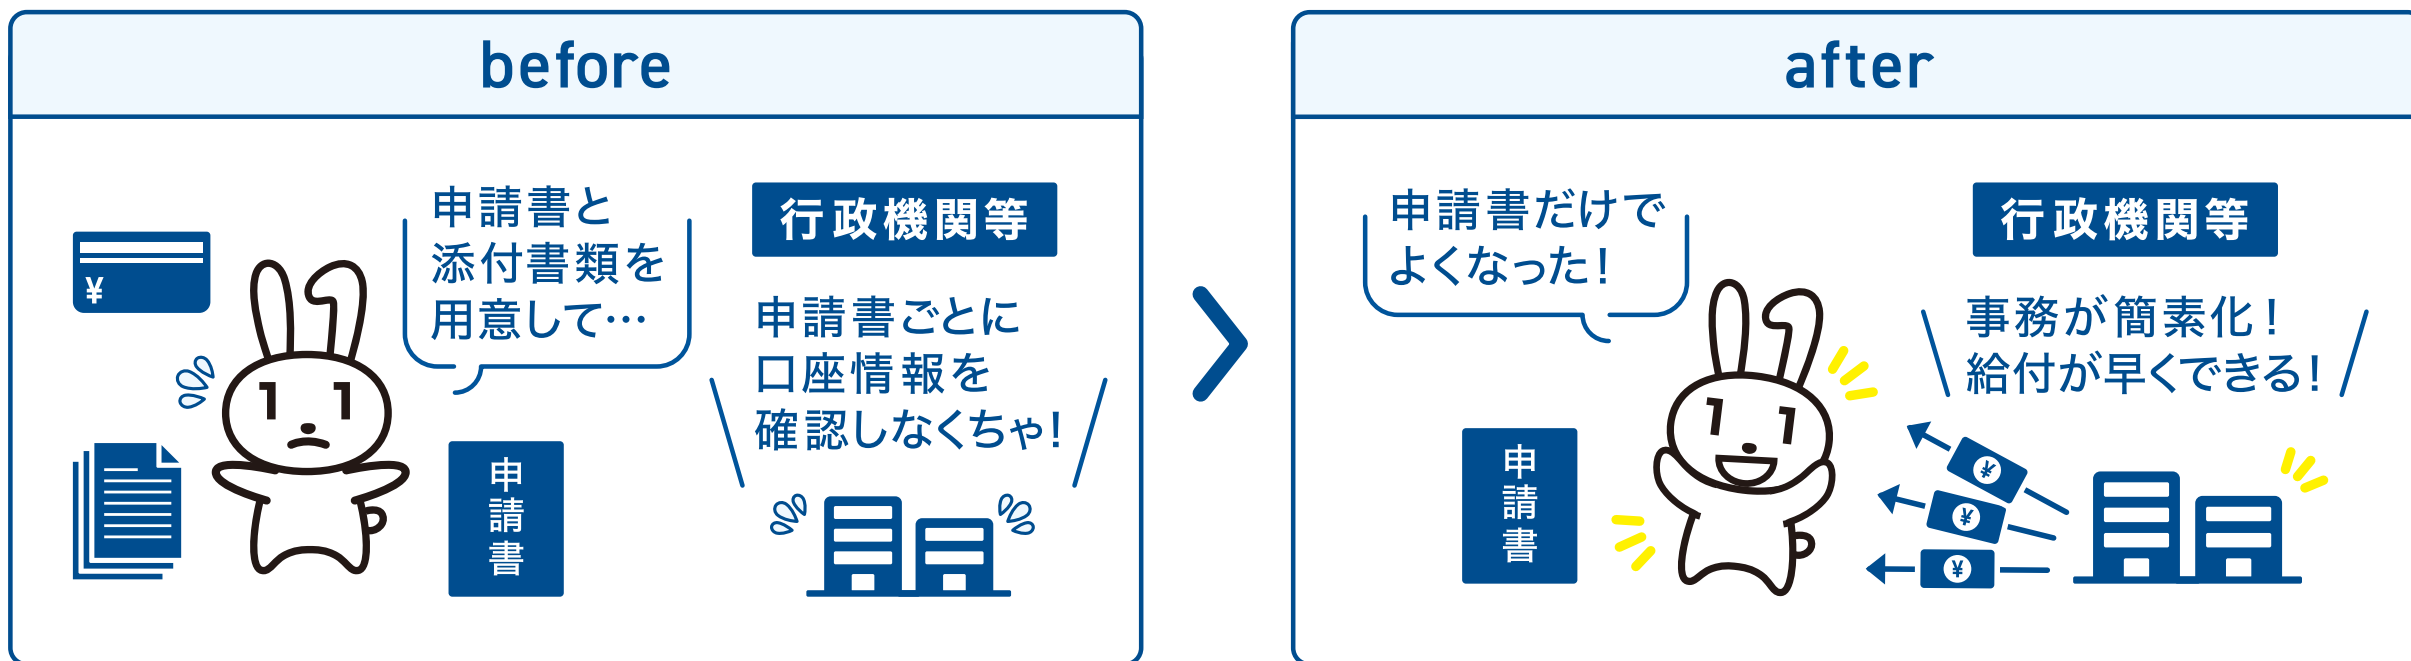 before
¥
申請書と
添付書類を
用意して…
申請書
行政機関等
申請書ごとに
口座情報を
確認しなくちゃ！
after
申請書だけで
よくなった！
申請書
行政機関等
事務が簡素化！
給付が早くできる！
¥
¥
¥